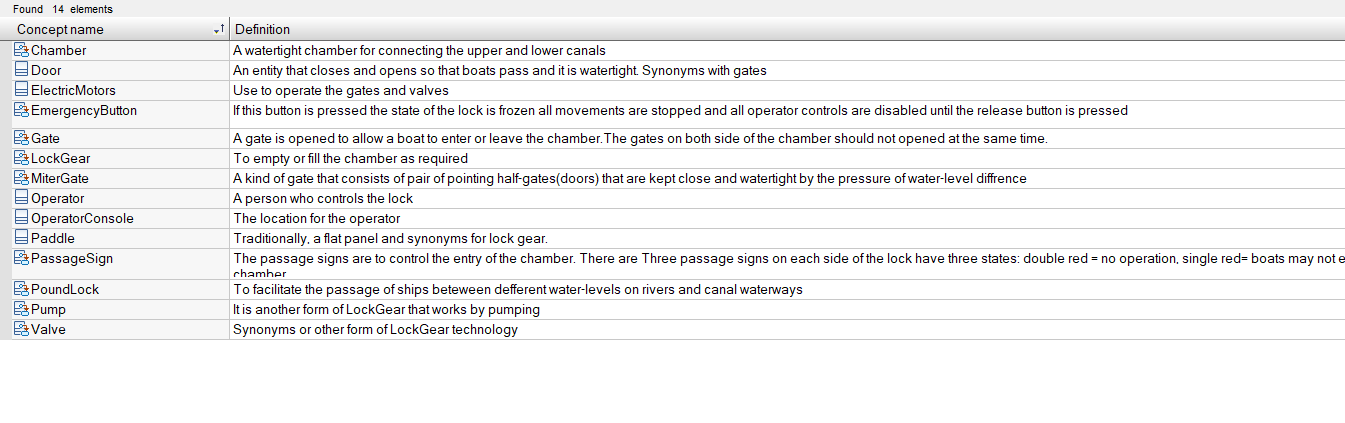 Found 14 elements
Concept name Definition
Chamber A watertight chamber for connecting the upper and lower canals
Door An entity that closes and opens so that boats pass and it is watertight. Synonyms with gates
ElectricMotors Use to operate the gates and valves
EmergencyButton If this button is pressed the state of the lock is frozen all movements are stopped and all operator controls are disabled until the release button is pressed
Gate A gate is opened to allow a boat to enter or leave the chamber.The gates on both side of the chamber should not opened at the same time.
LockGear To empty or fill the chamber as required
MiterGate A kind of gate that consists of pair of pointing half-gates(doors) that are kept close and watertight by the pressure of water-level diffrence
Operator A person who controls the lock
OperatorConsole The location for the operator
Paddle Traditionally, a flat panel and synonyms for lock gear.
PassageSign The passage signs are to control the entry of the chamber. There are Three passage signs on each side of the lock have three states: double red = no operation, single red= boats may not e
chamber
PoundLock To facilitate the passage of ships beteween defferent water-levels on rivers and canal waterways
Pump It is another form of LockGear that works by pumping
Valve Synonyms or other form of LockGear technology